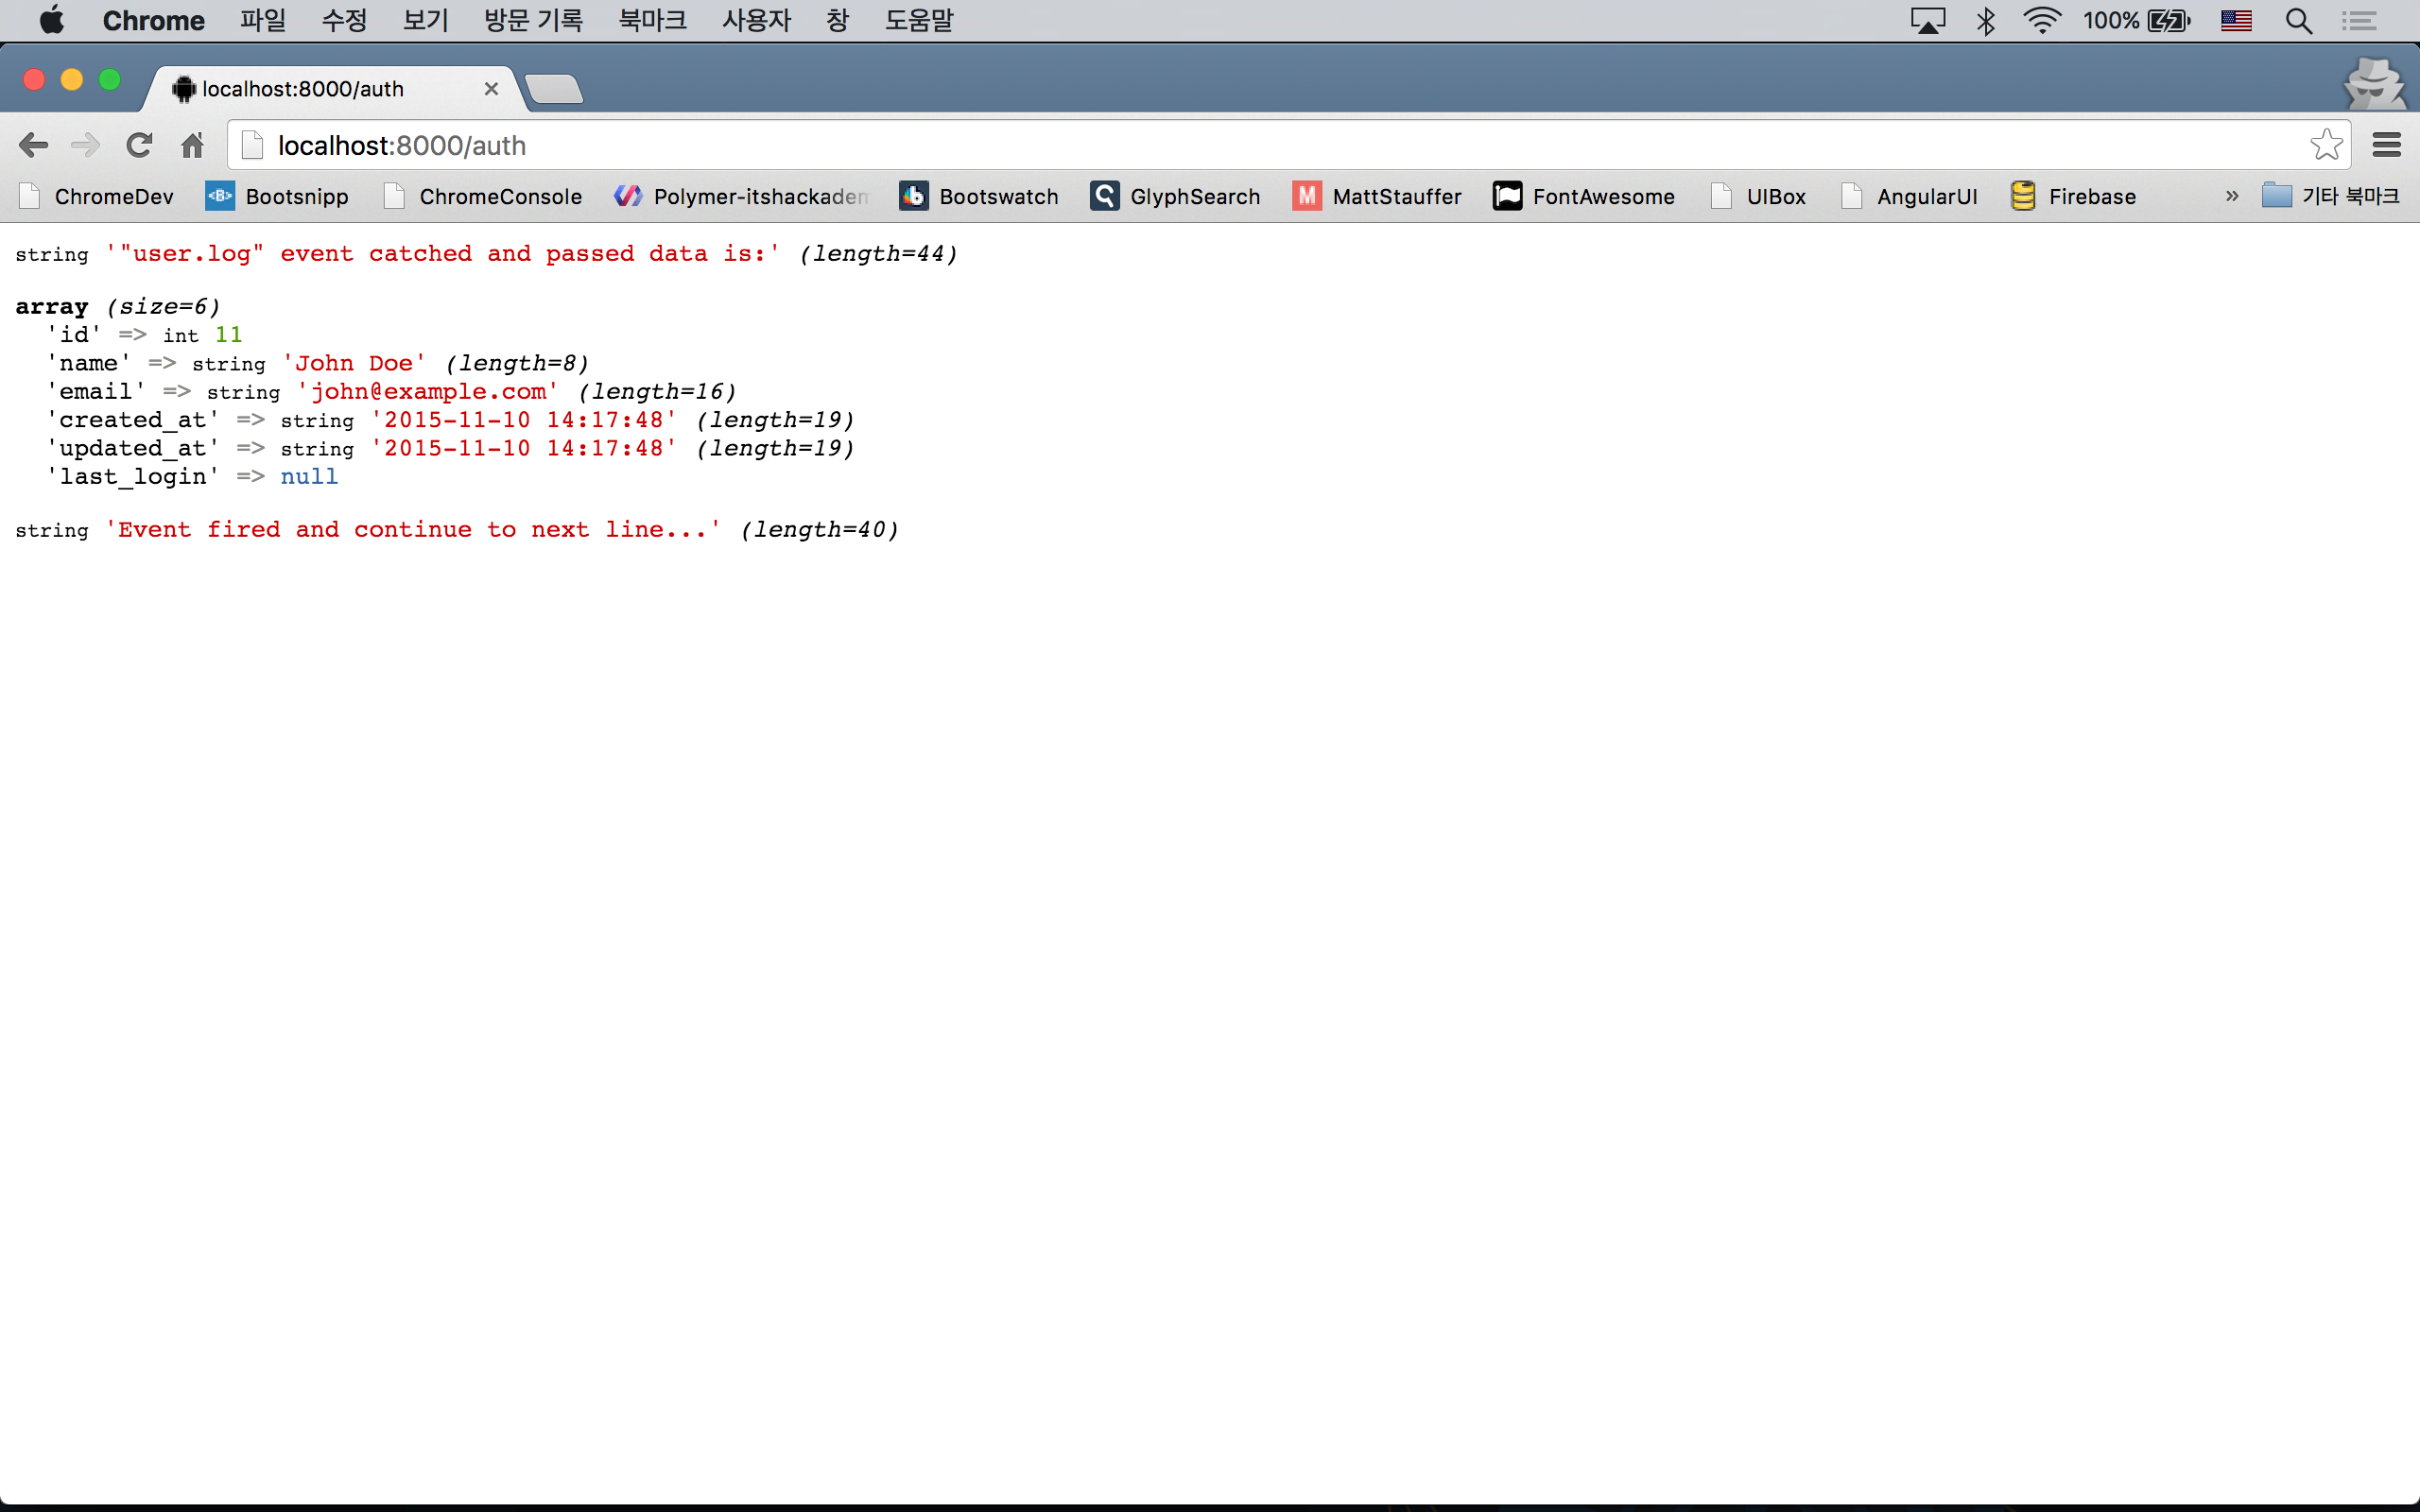 Chrome 파일 수정 보기 방문 기록 북마크 사용자 창 도움말 100%
localhost:8000/auth
localhost:8000/auth
ChromeDev Bootsnipp ChromeConsole Polymer-itshackadem Bootswatch GlyphSearch MattStauffer FontAwesome UIBox AngularUI Firebase » 기타 북마크
string '"user.log" event catched and passed data is:' (length=44)
array (size=6)
'id' => int 11
'name' => string 'John Doe' (length=8)
'email' => string 'john@example.com' (length=16)
'created_at' => string '2015-11-10 14:17:48' (length=19)
'updated_at' => string '2015-11-10 14:17:48' (length=19)
'last_login' => null
string 'Event fired and continue to next line...' (length=40)